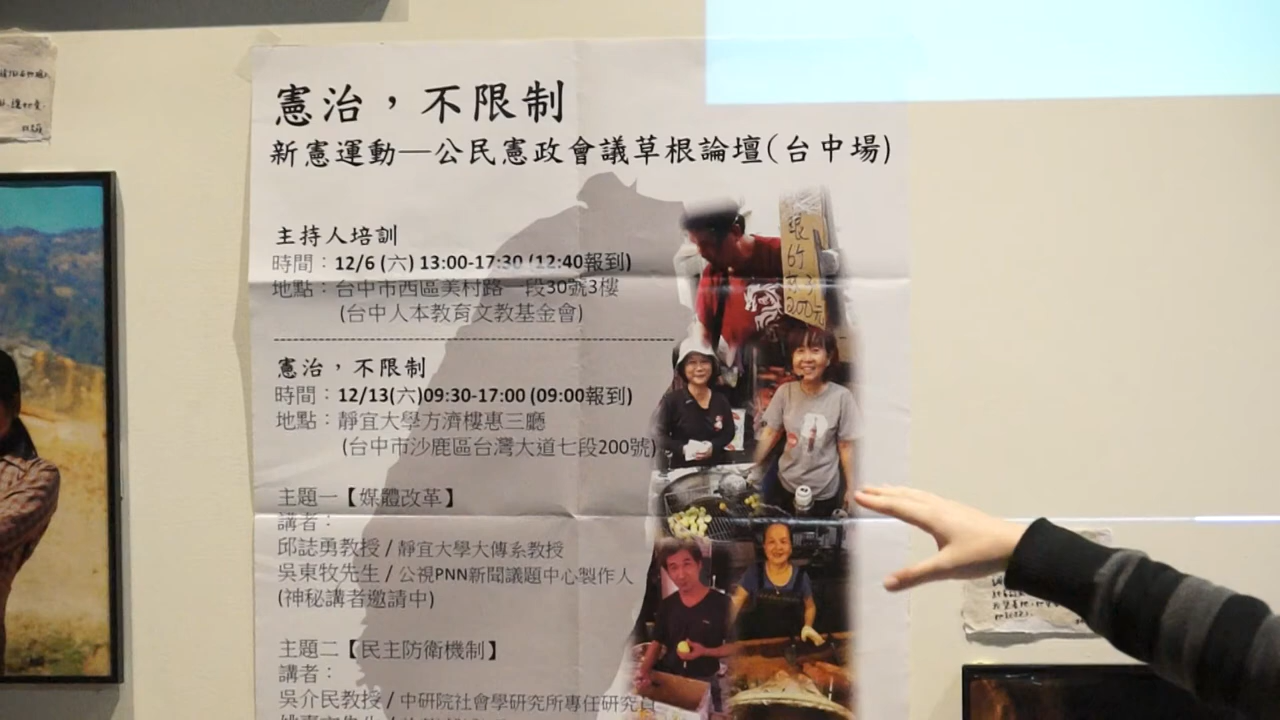 憲治，不限制
新憲運動—公民憲政會議草根論壇(台中場)
主持人培訓
時間：12/6 (六) 13:00-17:30 (12:40報到)
地點：台中市西區美村路一段30號3樓
(台中人本教育文教基金會)
憲治，不限制
時間：12/13(六)09:30-17:00 (09:00報到)
地點：靜宜大學方濟樓惠三廳
(台中市沙鹿區台灣大道七段200號)
主題一【媒體改革】
講者：
邱誌勇教授 / 靜宜大學大傳系教授
吳東牧先生 / 公視PNN新聞議題中心製作人
(神秘講者邀請中)
主題二【民主防衛機制】
講者：
吳介民教授 / 中研院社會學研究所專任研究員
200元